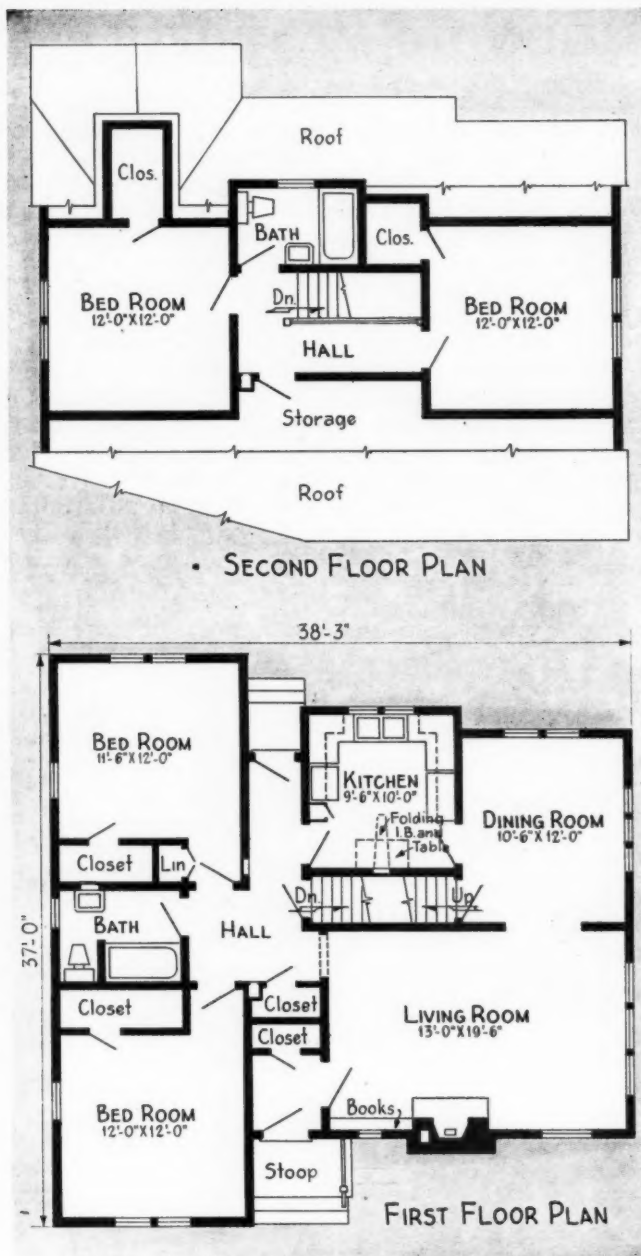 Roof
Clos.
BATH
Clos.
BED ROOM
12'-0"X12'-0"
Dn.
BED ROOM
12'-0"X12'-0"
HALL
Storage
Roof
• SECOND FLOOR PLAN
38'-3"
37'-0"
BED ROOM
11'-6"X12'-0"
KITCHEN
9'-6"X10'-0"
Folding
I.B. and
Table
DINING ROOM
10'-6"X12'-0"
Closet
Lin
Dn.
Up
BATH
HALL
Closet
Closet
Closet
LIVING ROOM
13'-0"X19'-6"
BED ROOM
12'-0"X12'-0"
Books
Stoop
FIRST FLOOR PLAN